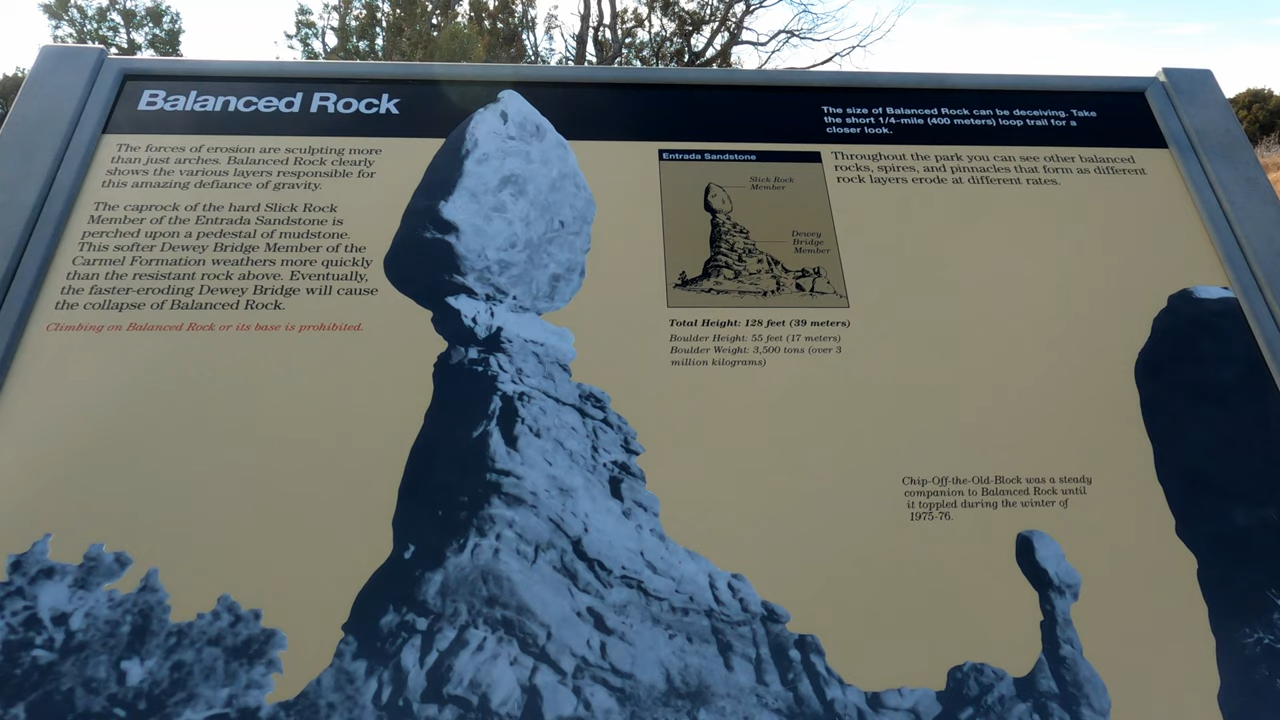 Balanced Rock
The size of Balanced Rock can be deceiving. Take
the short 1/4-mile (400 meters) loop trail for a
closer look.
The forces of erosion are sculpting more
than just arches. Balanced Rock clearly
shows the various layers responsible for
this amazing defiance of gravity.
The caprock of the hard Slick Rock
Member of the Entrada Sandstone is
perched upon a pedestal of mudstone.
This softer Dewey Bridge Member of the
Carmel Formation weathers more quickly
than the resistant rock above. Eventually,
the faster-eroding Dewey Bridge will cause
the collapse of Balanced Rock.
Climbing on Balanced Rock or its base is prohibited.
Entrada Sandstone
Slick Rock
Member
Dewey
Bridge
Member
Total Height: 128 feet (39 meters)
Boulder Height: 55 feet (17 meters)
Boulder Weight: 3,500 tons (over 3
million kilograms)
Throughout the park you can see other balanced
rocks, spires, and pinnacles that form as different
rock layers erode at different rates.
Chip-Off-the-Old-Block was a steady
companion to Balanced Rock until
it toppled during the winter of
1975-76.